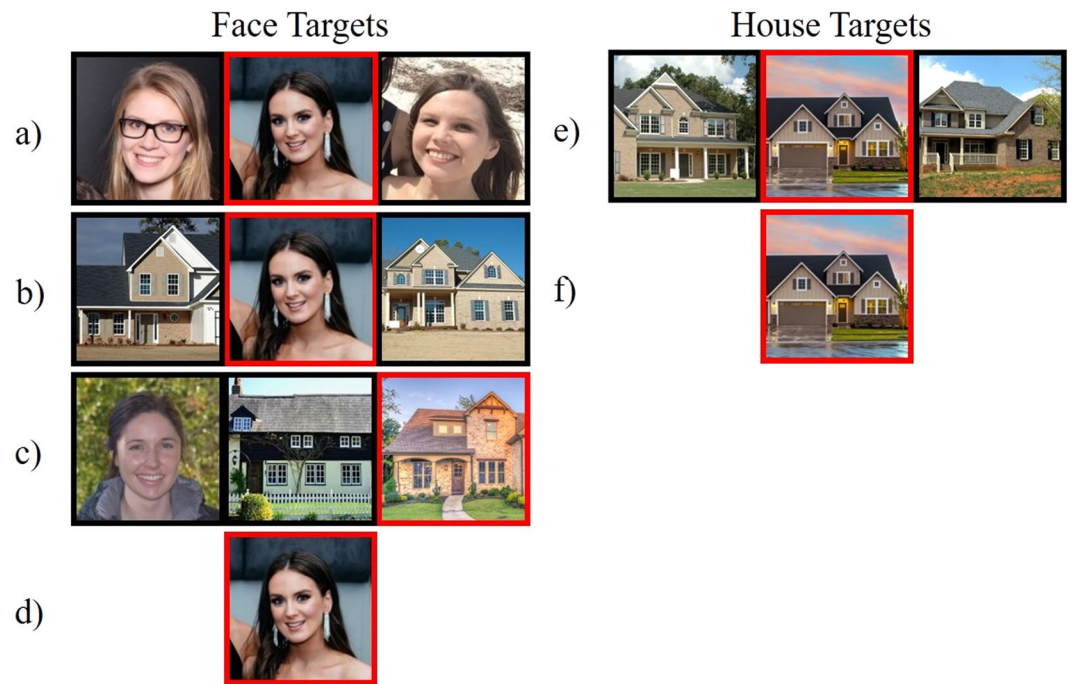 Face Targets
House Targets
a)
e)
b)
f)
c)
d)